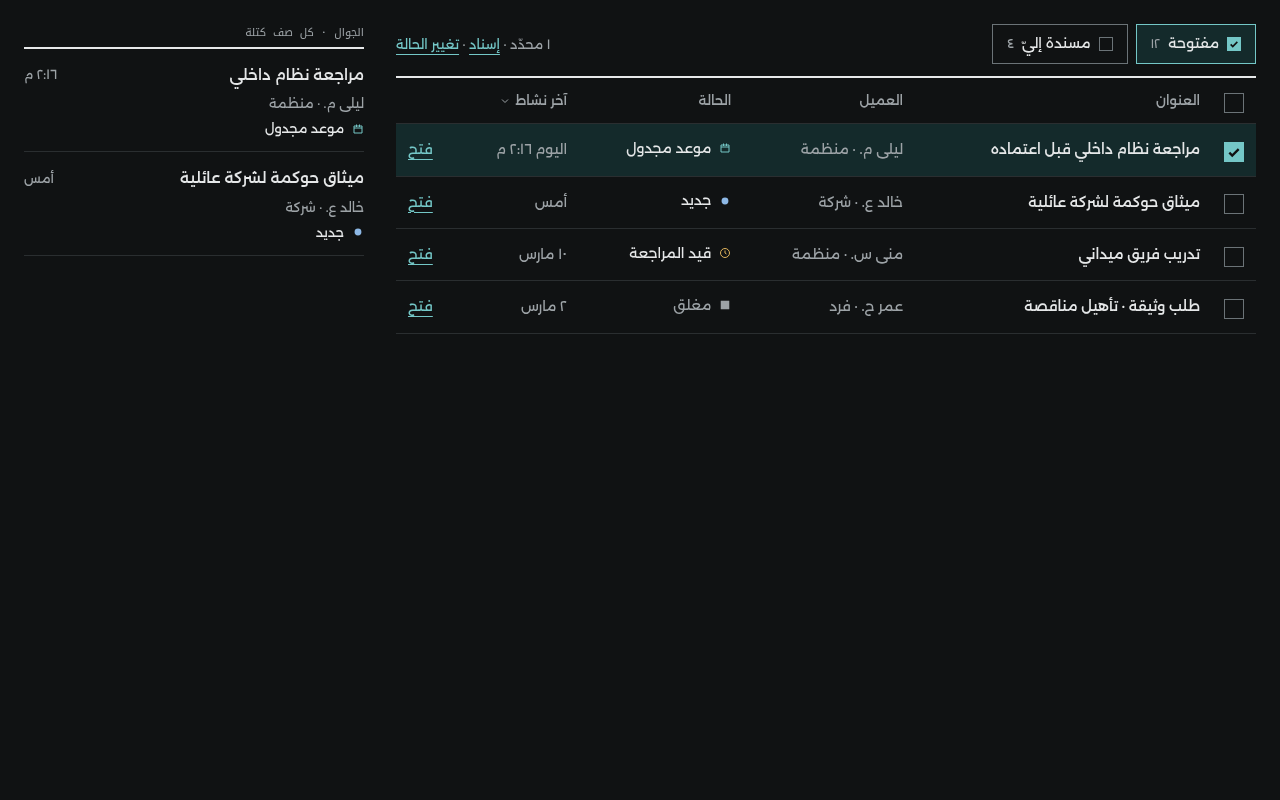 مفتوحة ١٢
مسندة إليّ ٤
١ محدّد · إسناد · تغيير الحالة
العنوان العميل الحالة آخر نشاط
مراجعة نظام داخلي قبل اعتماده ليلى م. · منظمة موعد مجدول اليوم ٢:١٦ م فتح
ميثاق حوكمة لشركة عائلية خالد ع. · شركة جديد أمس فتح
تدريب فريق ميداني منى س. · منظمة قيد المراجعة ١٠ مارس فتح
طلب وثيقة · تأهيل مناقصة عمر ح. · فرد مغلق ٢ مارس فتح
الجوال · كل صف كتلة
مراجعة نظام داخلي ٢:١٦ م
ليلى م. · منظمة
موعد مجدول
ميثاق حوكمة لشركة عائلية أمس
خالد ع. · شركة
جديد